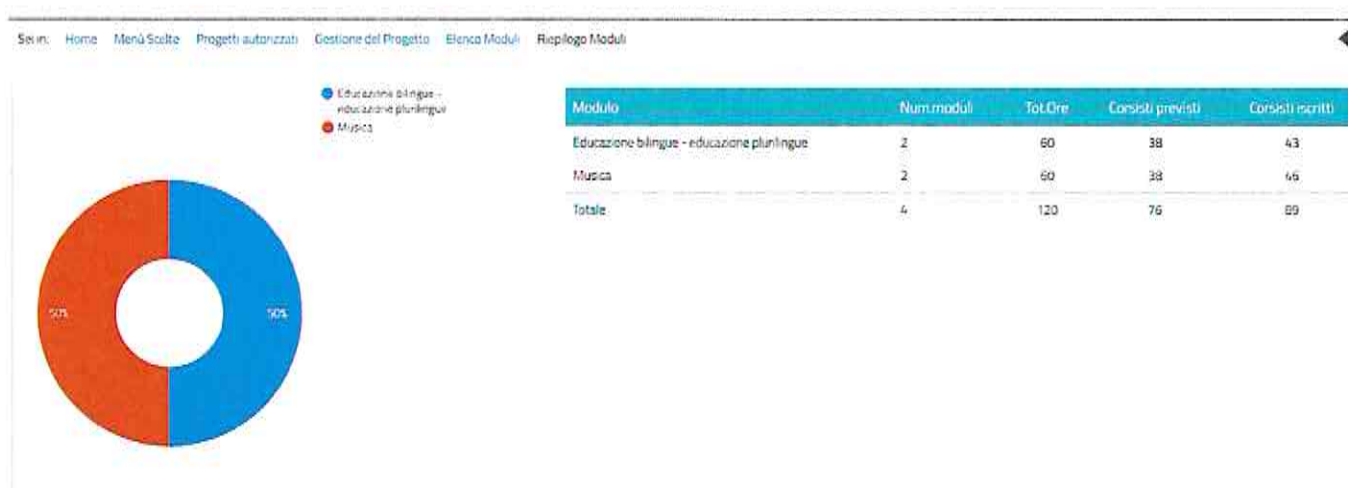 Sei in: Home Menù Scelte Progetti autorizzati Gestione del Progetto Elenco Moduli Riepilogo Moduli
Educazione bilingue -
educazione plurilingue
Musica
Modulo Num.moduli Tot.Ore Corsisti previsti Corsisti iscritti
Educazione bilingue - educazione plurilingue 2 60 38 43
Musica 2 60 38 46
Totale 4 120 76 89
50% 50%